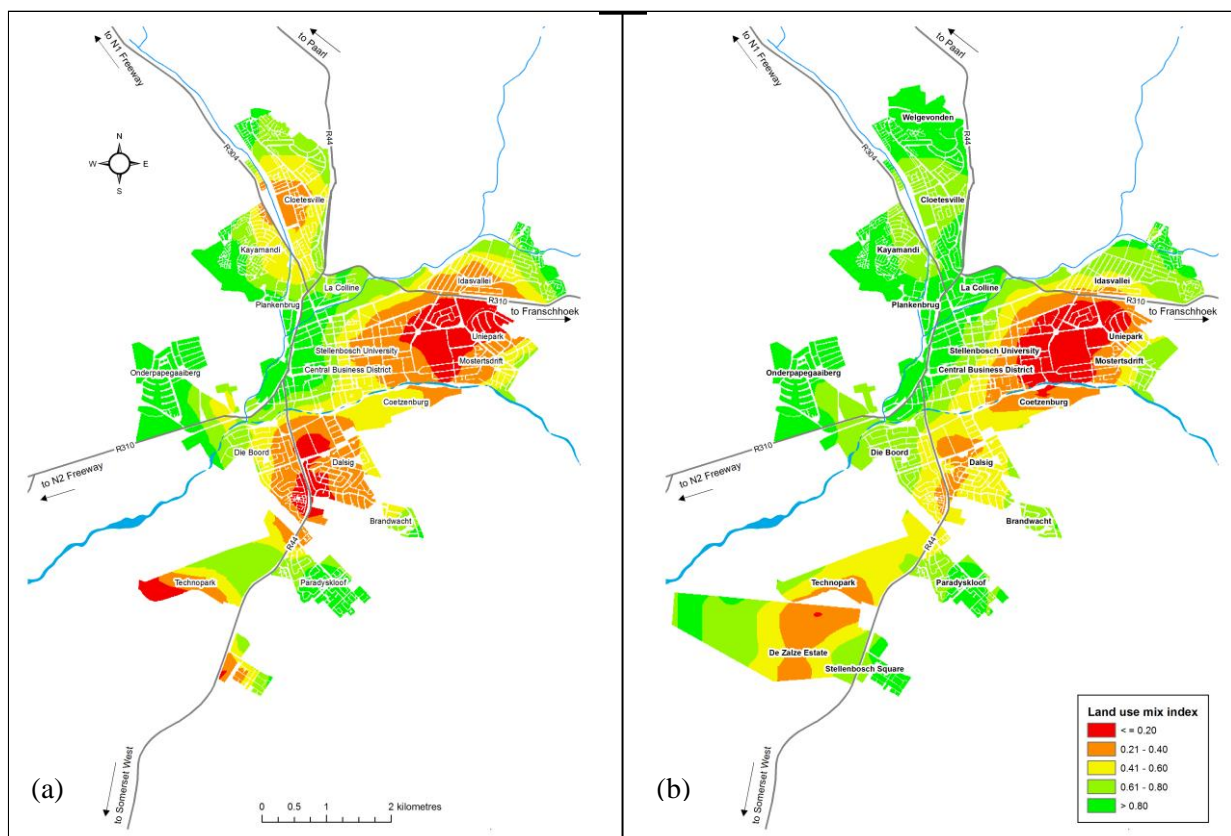 to N1 Freeway
to Paarl
N
W E
S
R304
R44
Cloetesville
Kayamandi
La Colline
Idasvallei
Plankenbrug
R310
to Franschhoek
Uniepark
Stellenbosch University
Mostertsdrift
Central Business District
Onderpapegaaiberg
Coetzenburg
R310
Die Boord
Dalsig
to N2 Freeway
Brandwacht
R44
Technopark
Paradyskloof
to Somerset West
(a)
0 0.5 1 2 kilometres
to N1 Freeway
to Paarl
Welgevonden
R304
R44
Cloetesville
Kayamandi
La Colline
Idasvallei
Plankenbrug
R310
to Franschhoek
Uniepark
Stellenbosch University
Mostertsdrift
Central Business District
Onderpapegaaiberg
Coetzenburg
R310
Die Boord
Dalsig
to N2 Freeway
Brandwacht
R44
Technopark
Paradyskloof
De Zalze Estate
Stellenbosch Square
to Somerset West
(b)
Land use mix index
< = 0.20
0.21 - 0.40
0.41 - 0.60
0.61 - 0.80
> 0.80